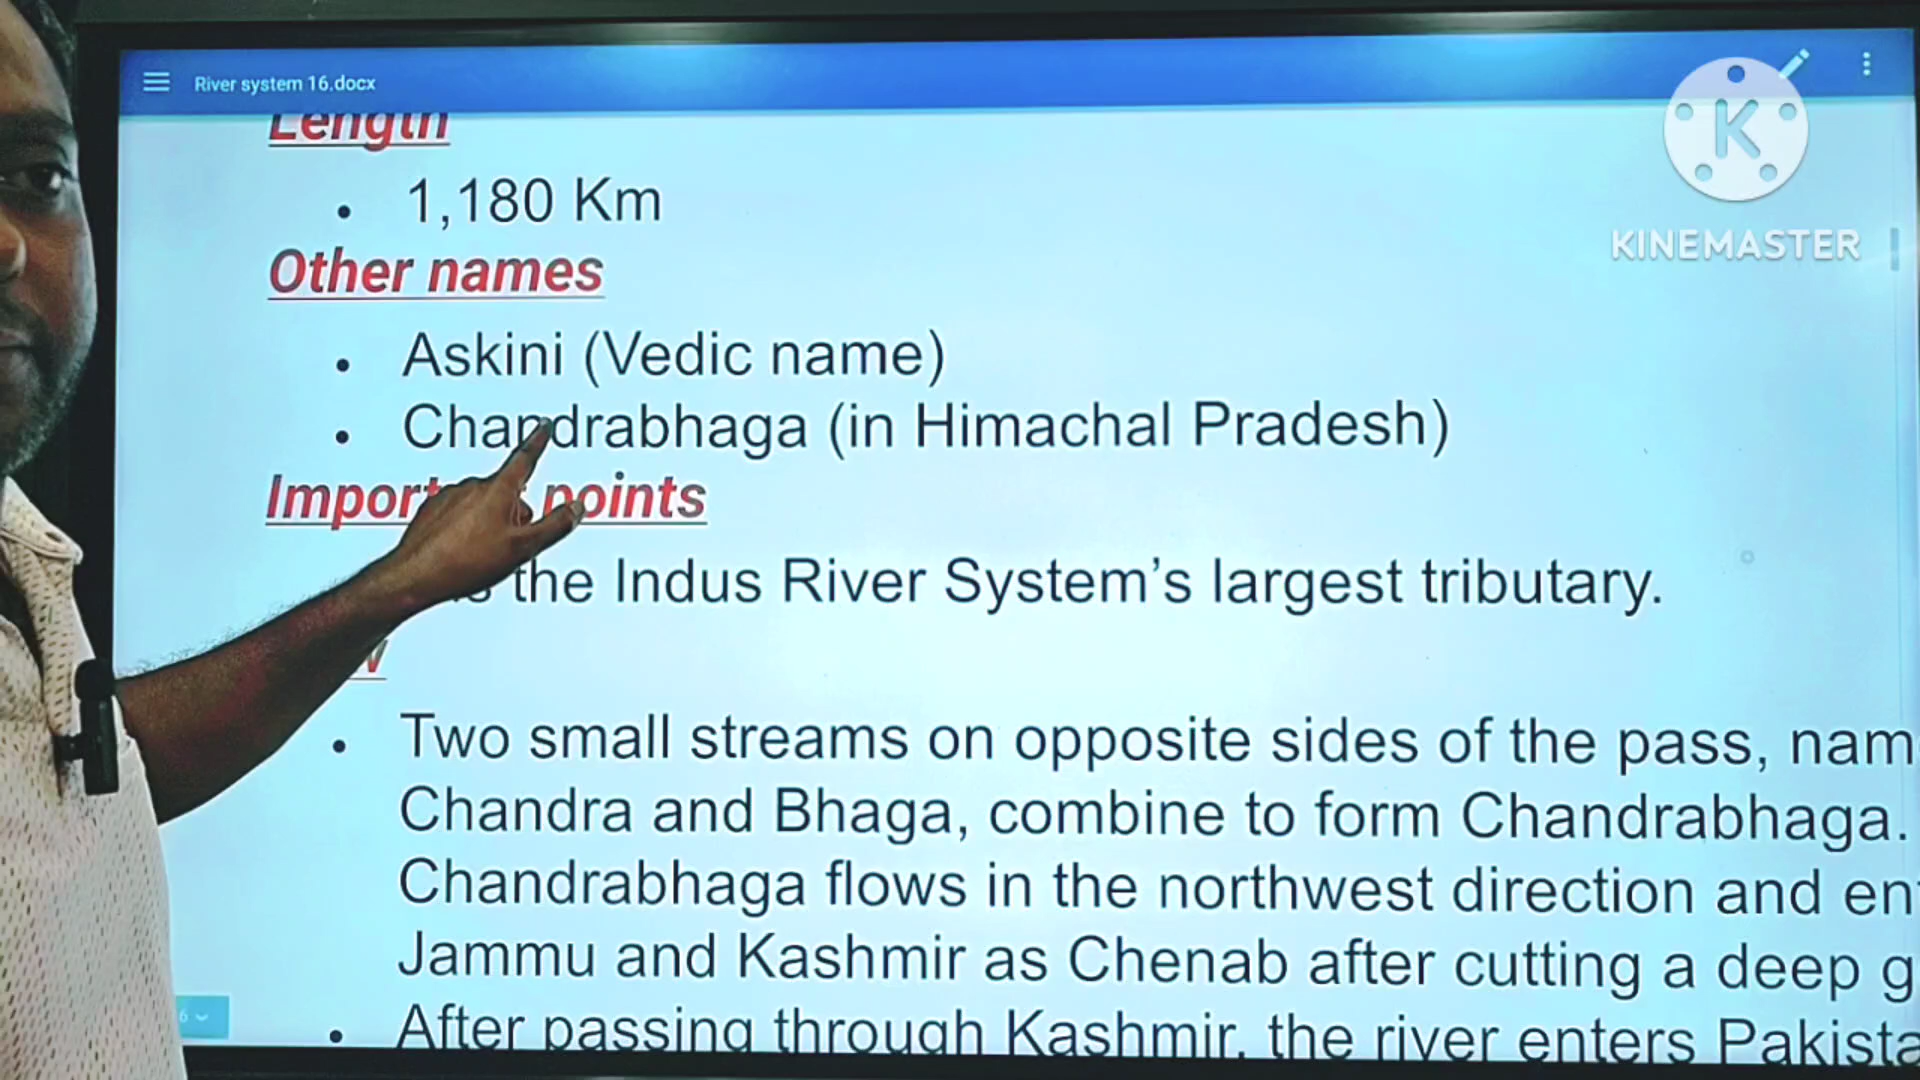 River system 16.docx
Length
• 1,180 Km
Other names
• Askini (Vedic name)
• Chandrabhaga (in Himachal Pradesh)
points
the Indus River System’s largest tributary.
• Two small streams on opposite sides of the pass, nam
Chandra and Bhaga, combine to form Chandrabhaga.
Chandrabhaga flows in the northwest direction and en
Jammu and Kashmir as Chenab after cutting a deep g
• After passing through Kashmir, the river enters Pakista
K
KINEMASTER